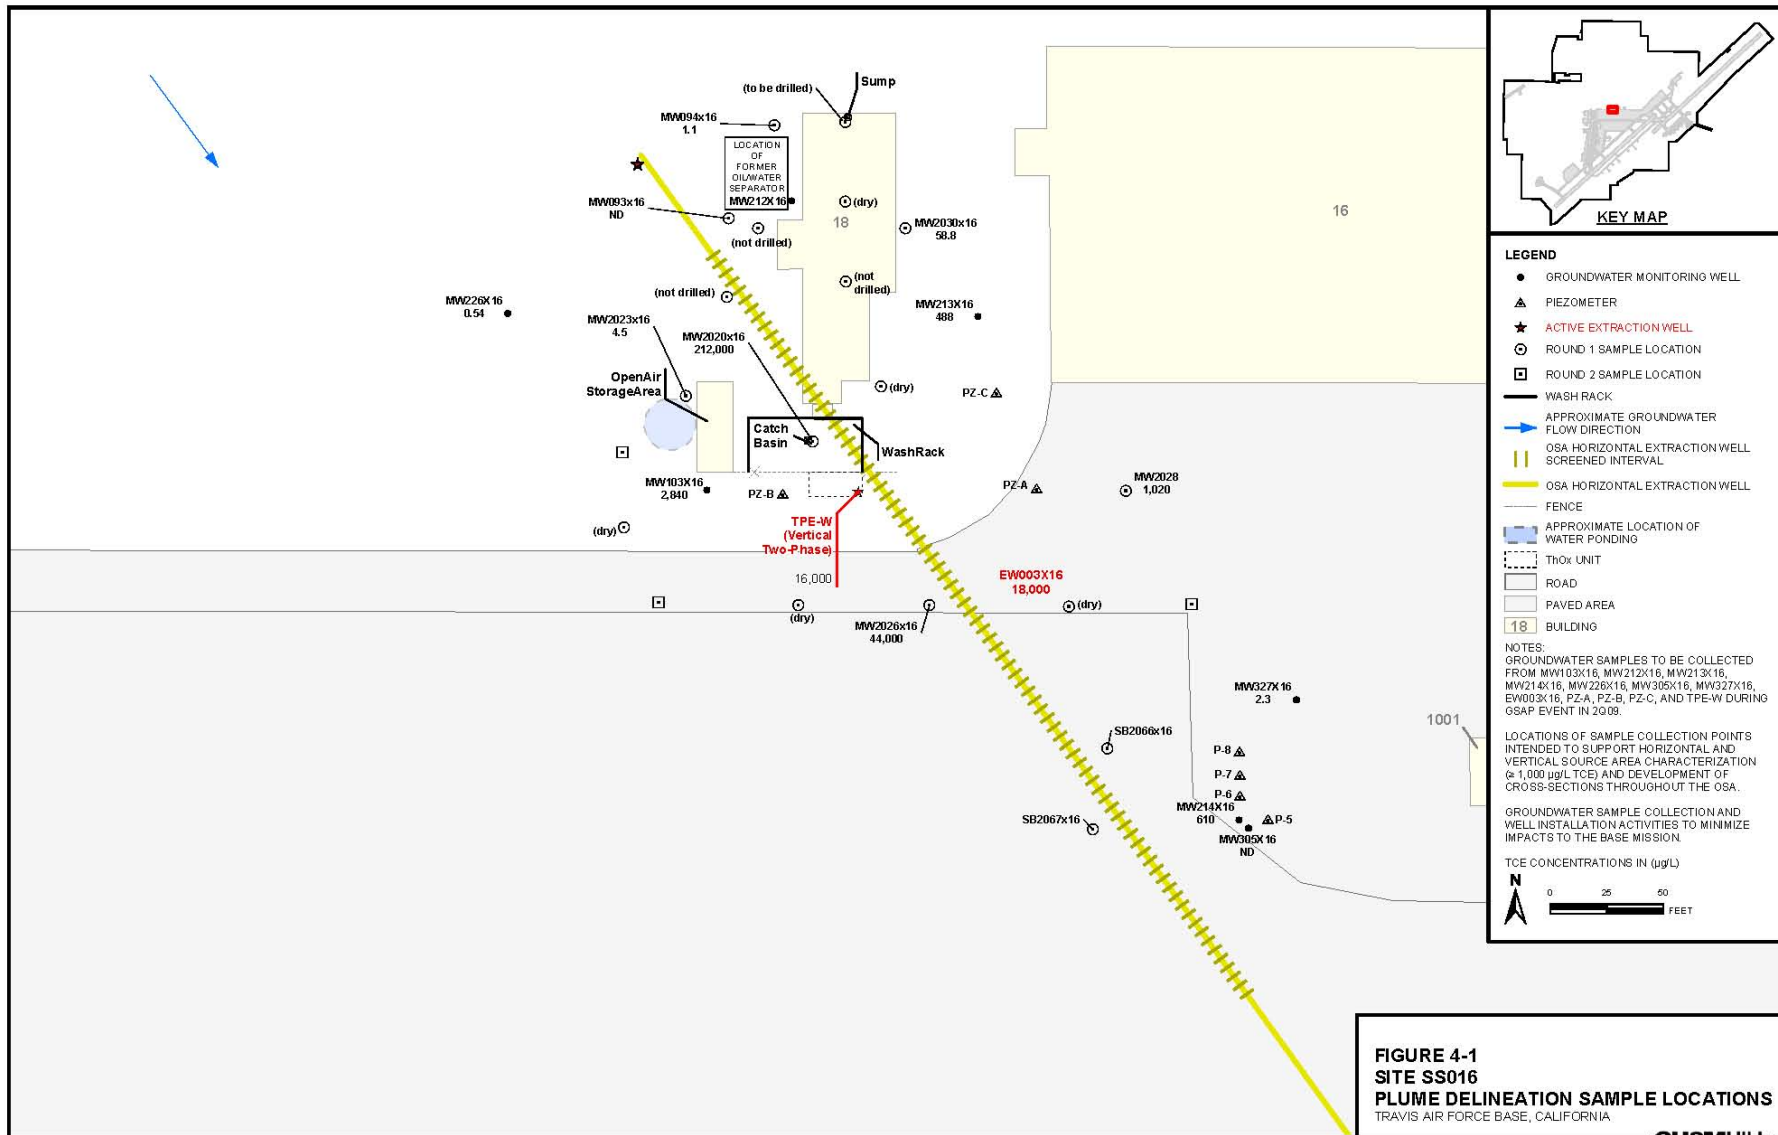 (to be drilled)
Sump
MW094x16
1.1
LOCATION
OF
FORMER
OIL/WATER
SEPARATOR
MW212X16
MW093x16
ND
(dry)
18
MW2030x16
58.8
(not drilled)
(not
drilled)
(not drilled)
MW226X16
0.54
MW213X16
488
MW2023x16
4.5
MW2020x16
212,000
OpenAir
StorageArea
(dry)
PZ-C
Catch
Basin
WashRack
MW103X16
2,840
PZ-B
PZ-A
MW2028
1,020
TPE-W
(Vertical
Two-Phase)
16,000
(dry)
EW003X16
18,000
(dry)
(dry)
MW2026x16
44,000
MW327X16
2.3
SB2066x16
P-8
P-7
P-6
MW214X16
610
P-5
MW305X16
ND
SB2067x16
16
1001
KEY MAP
LEGEND
GROUNDWATER MONITORING WELL
PIEZOMETER
ACTIVE EXTRACTION WELL
ROUND 1 SAMPLE LOCATION
ROUND 2 SAMPLE LOCATION
WASH RACK
APPROXIMATE GROUNDWATER
FLOW DIRECTION
OSA HORIZONTAL EXTRACTION WELL
SCREENED INTERVAL
OSA HORIZONTAL EXTRACTION WELL
FENCE
APPROXIMATE LOCATION OF
WATER PONDING
ThOx UNIT
ROAD
PAVED AREA
18 BUILDING
NOTES:
GROUNDWATER SAMPLES TO BE COLLECTED
FROM MW103X16, MW212X16, MW213X16,
MW214X16, MW226X16, MW305X16, MW327X16,
EW003X16, PZ-A, PZ-B, PZ-C, AND TPE-W DURING
GSAP EVENT IN 2Q09.
LOCATIONS OF SAMPLE COLLECTION POINTS
INTENDED TO SUPPORT HORIZONTAL AND
VERTICAL SOURCE AREA CHARACTERIZATION
(≥ 1,000 µg/L TCE) AND DEVELOPMENT OF
CROSS-SECTIONS THROUGHOUT THE OSA.
GROUNDWATER SAMPLE COLLECTION AND
WELL INSTALLATION ACTIVITIES TO MINIMIZE
IMPACTS TO THE BASE MISSION.
TCE CONCENTRATIONS IN (µg/L)
N
0 25 50
FEET
FIGURE 4-1
SITE SS016
PLUME DELINEATION SAMPLE LOCATIONS
TRAVIS AIR FORCE BASE, CALIFORNIA